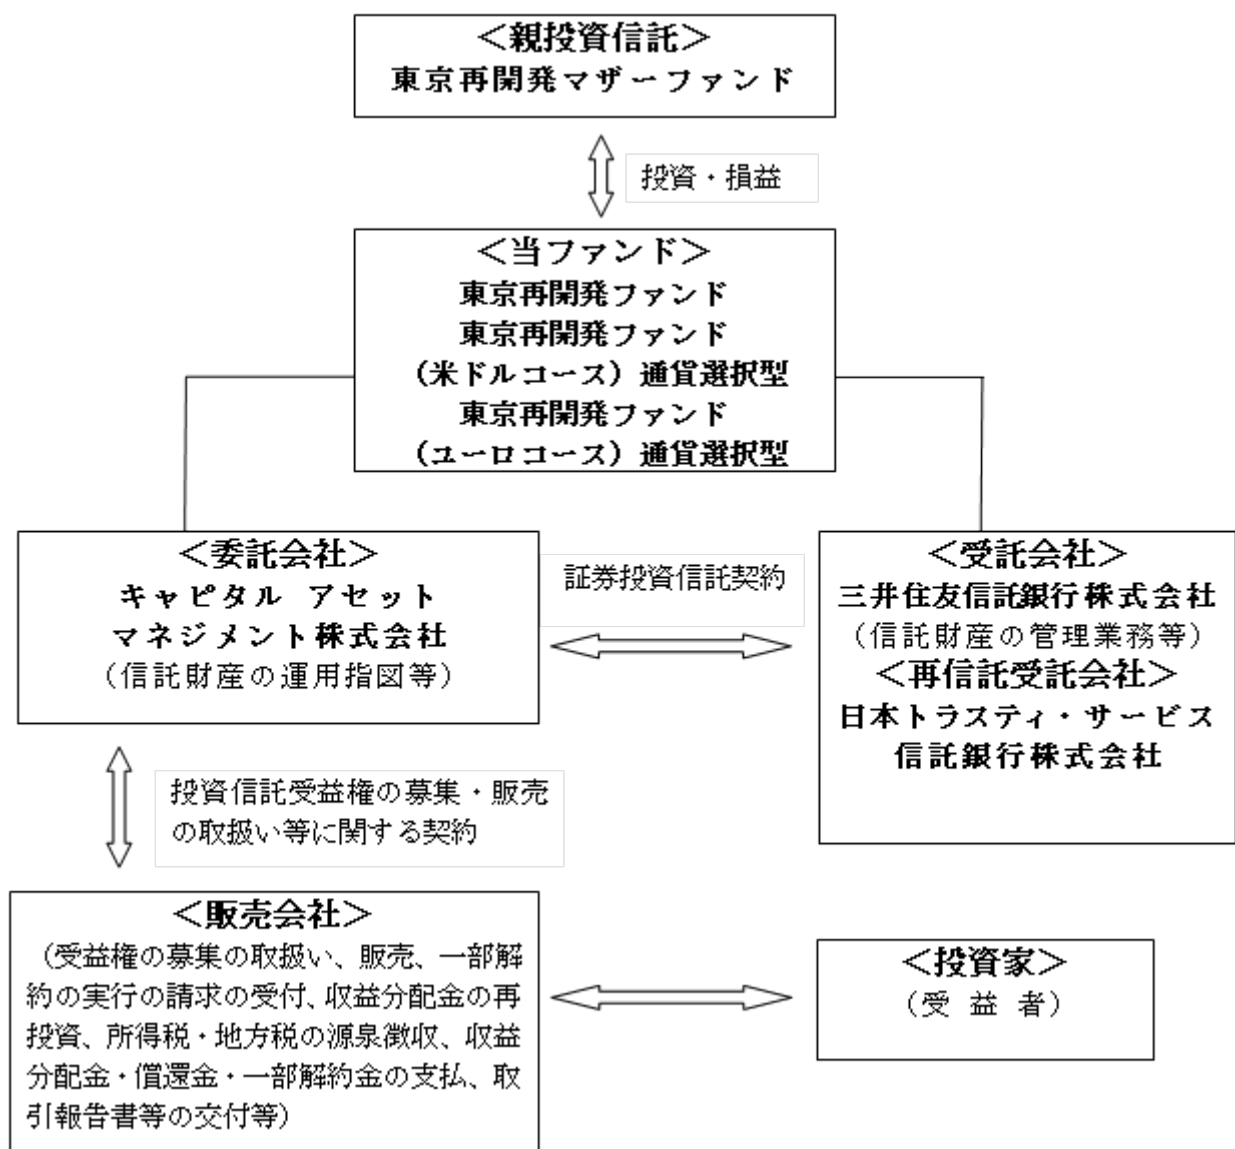 ＜親投資信託＞
東京再開発マザーファンド
投資・損益
＜当ファンド＞
東京再開発ファンド
東京再開発ファンド
（米ドルコース）通貨選択型
東京再開発ファンド
（ユーロコース）通貨選択型
＜委託会社＞
キャピタル アセット
マネジメント株式会社
（信託財産の運用指図等）
証券投資信託契約
＜受託会社＞
三井住友信託銀行株式会社
（信託財産の管理業務等）
＜再信託受託会社＞
日本トラスティ・サービス
信託銀行株式会社
投資信託受益権の募集・販売
の取扱い等に関する契約
＜販売会社＞
（受益権の募集の取扱い、販売、一部解
約の実行の請求の受付、収益分配金の再
投資、所得税・地方税の源泉徴収、収益
分配金・償還金・一部解約金の支払、取
引報告書等の交付等）
＜投資家＞
（受 益 者）